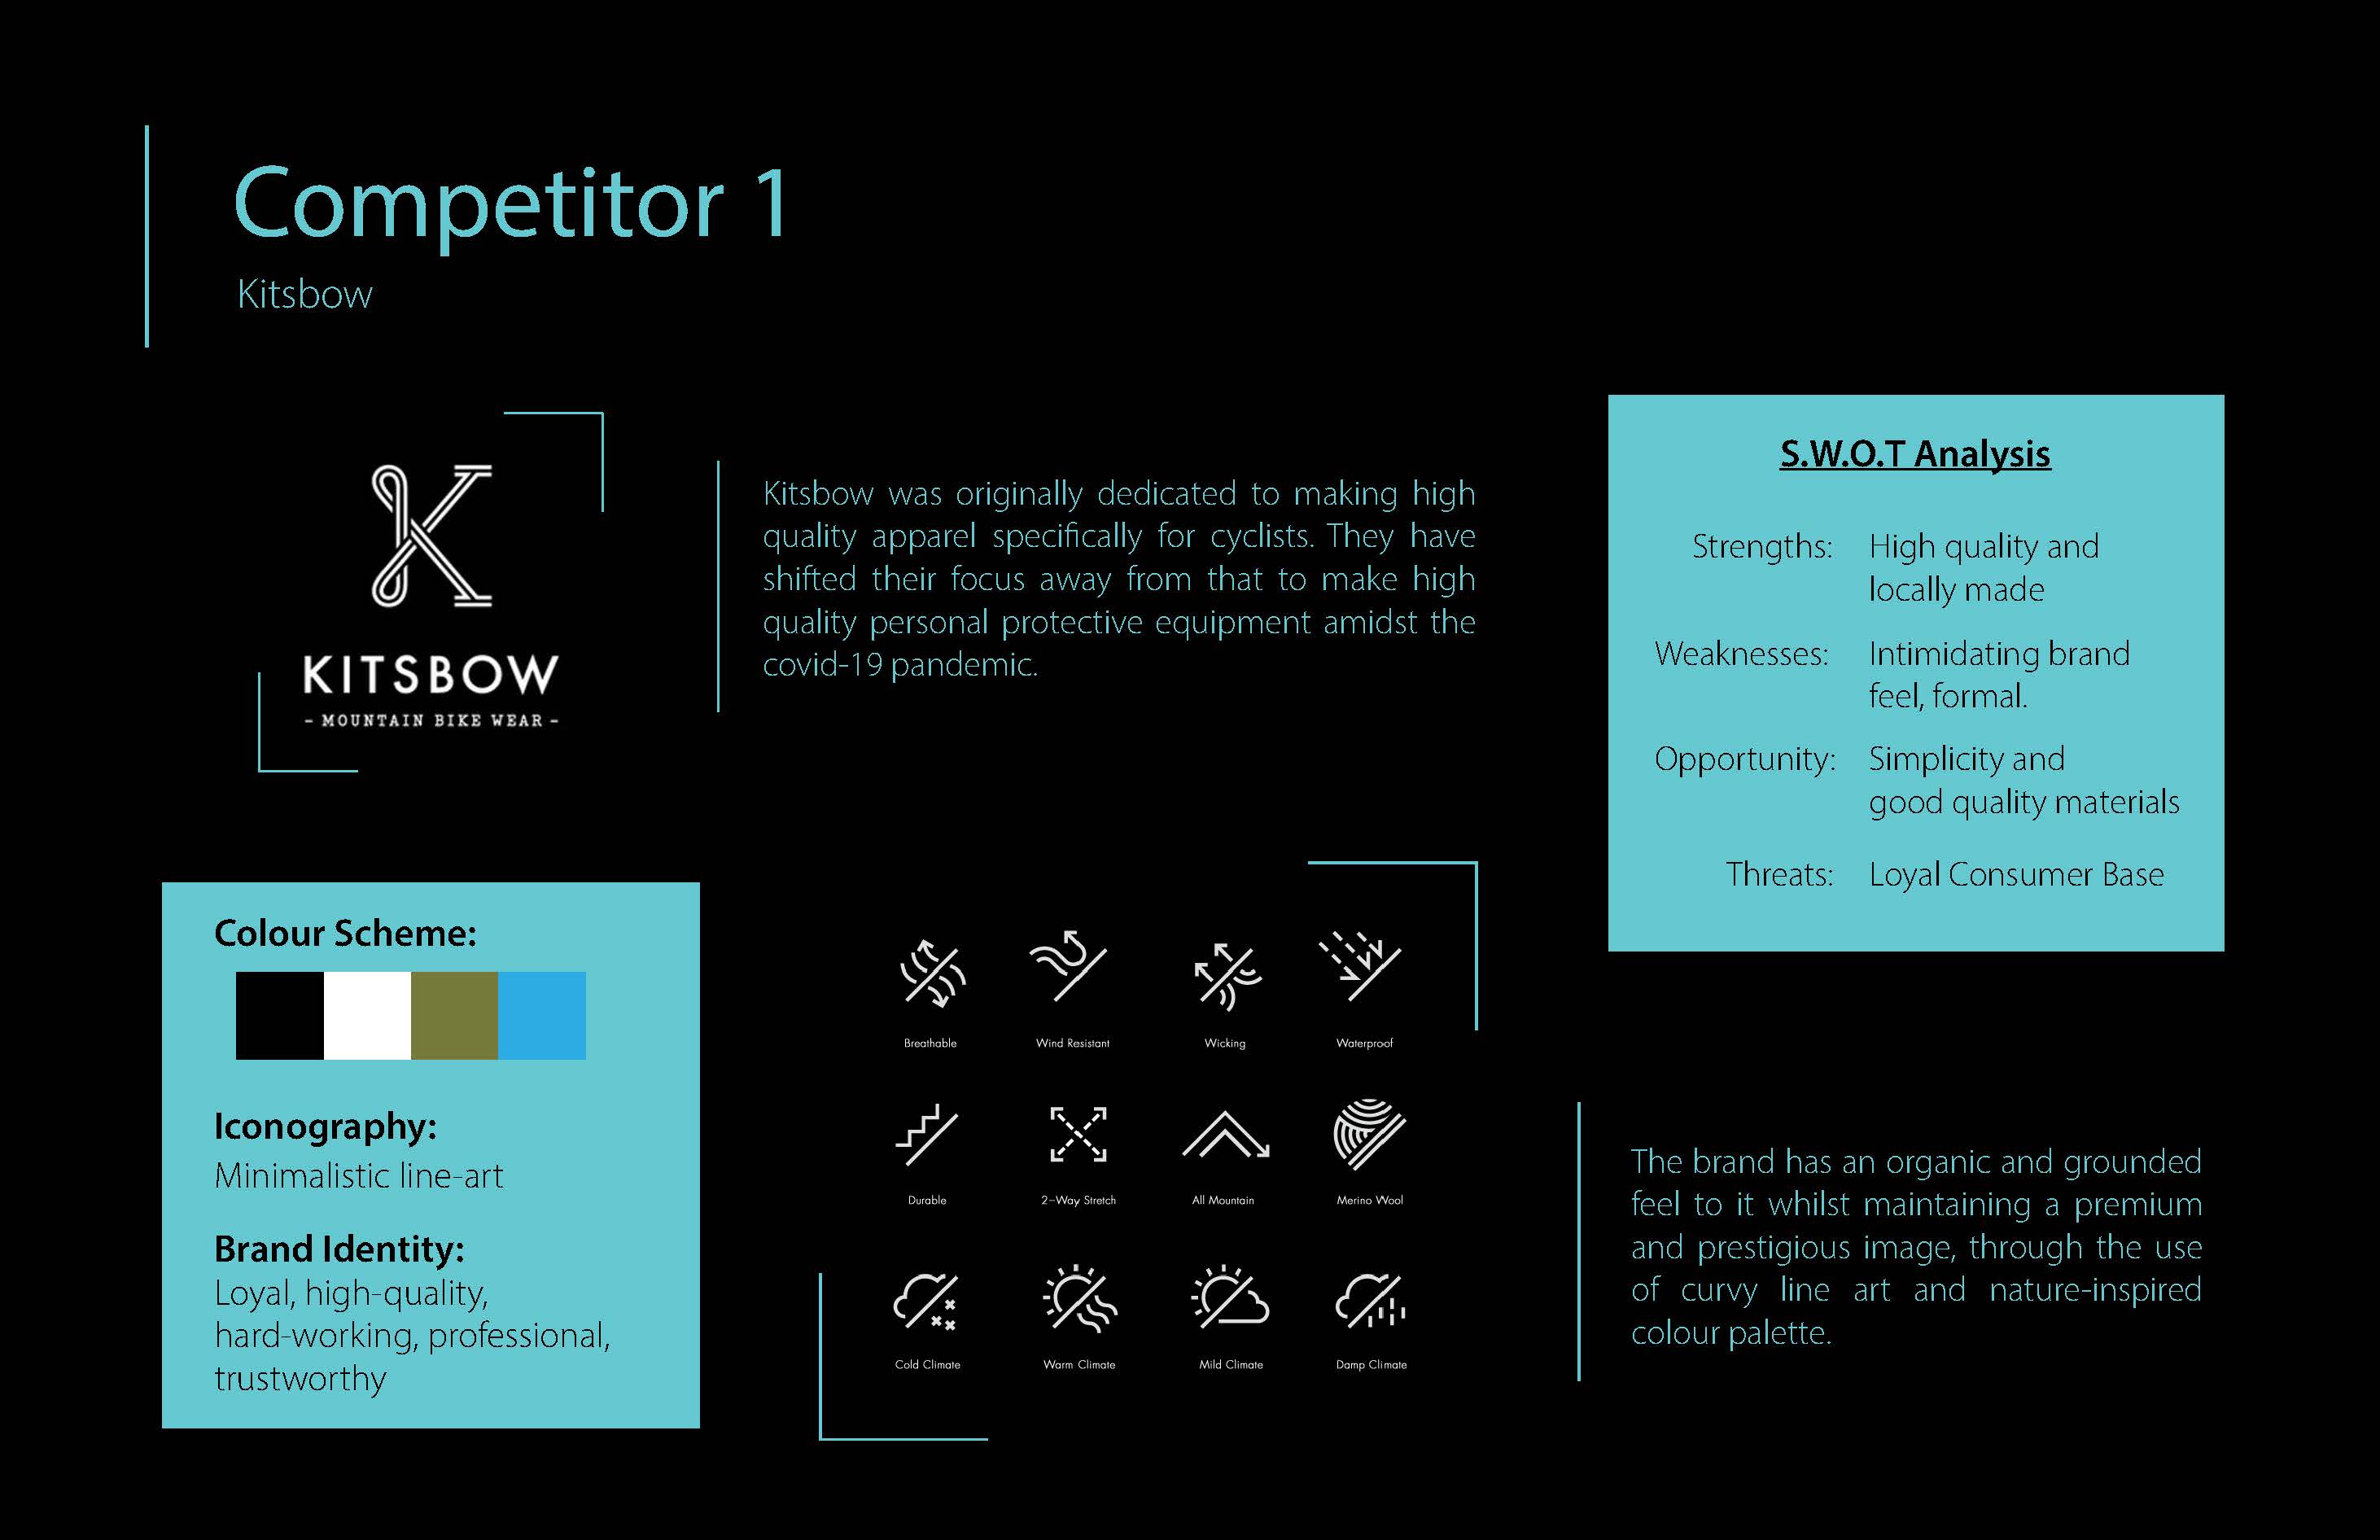 Competitor 1
Kitsbow
K
KITSBOW
- MOUNTAIN BIKE WEAR -
Kitsbow was originally dedicated to making high
quality apparel specifically for cyclists. They have
shifted their focus away from that to make high
quality personal protective equipment amidst the
covid-19 pandemic.
S.W.O.T Analysis
Strengths: High quality and
locally made
Weaknesses: Intimidating brand
feel, formal.
Opportunity: Simplicity and
good quality materials
Threats: Loyal Consumer Base
Colour Scheme:
Iconography:
Minimalistic line-art
Brand Identity:
Loyal, high-quality,
hard-working, professional,
trustworthy
Breathable Wind Resistant Wicking Waterproof
Durable 2-Way Stretch All Mountain Merino Wool
Cold Climate Warm Climate Mild Climate Damp Climate
The brand has an organic and grounded
feel to it whilst maintaining a premium
and prestigious image, through the use
of curvy line art and nature-inspired
colour palette.